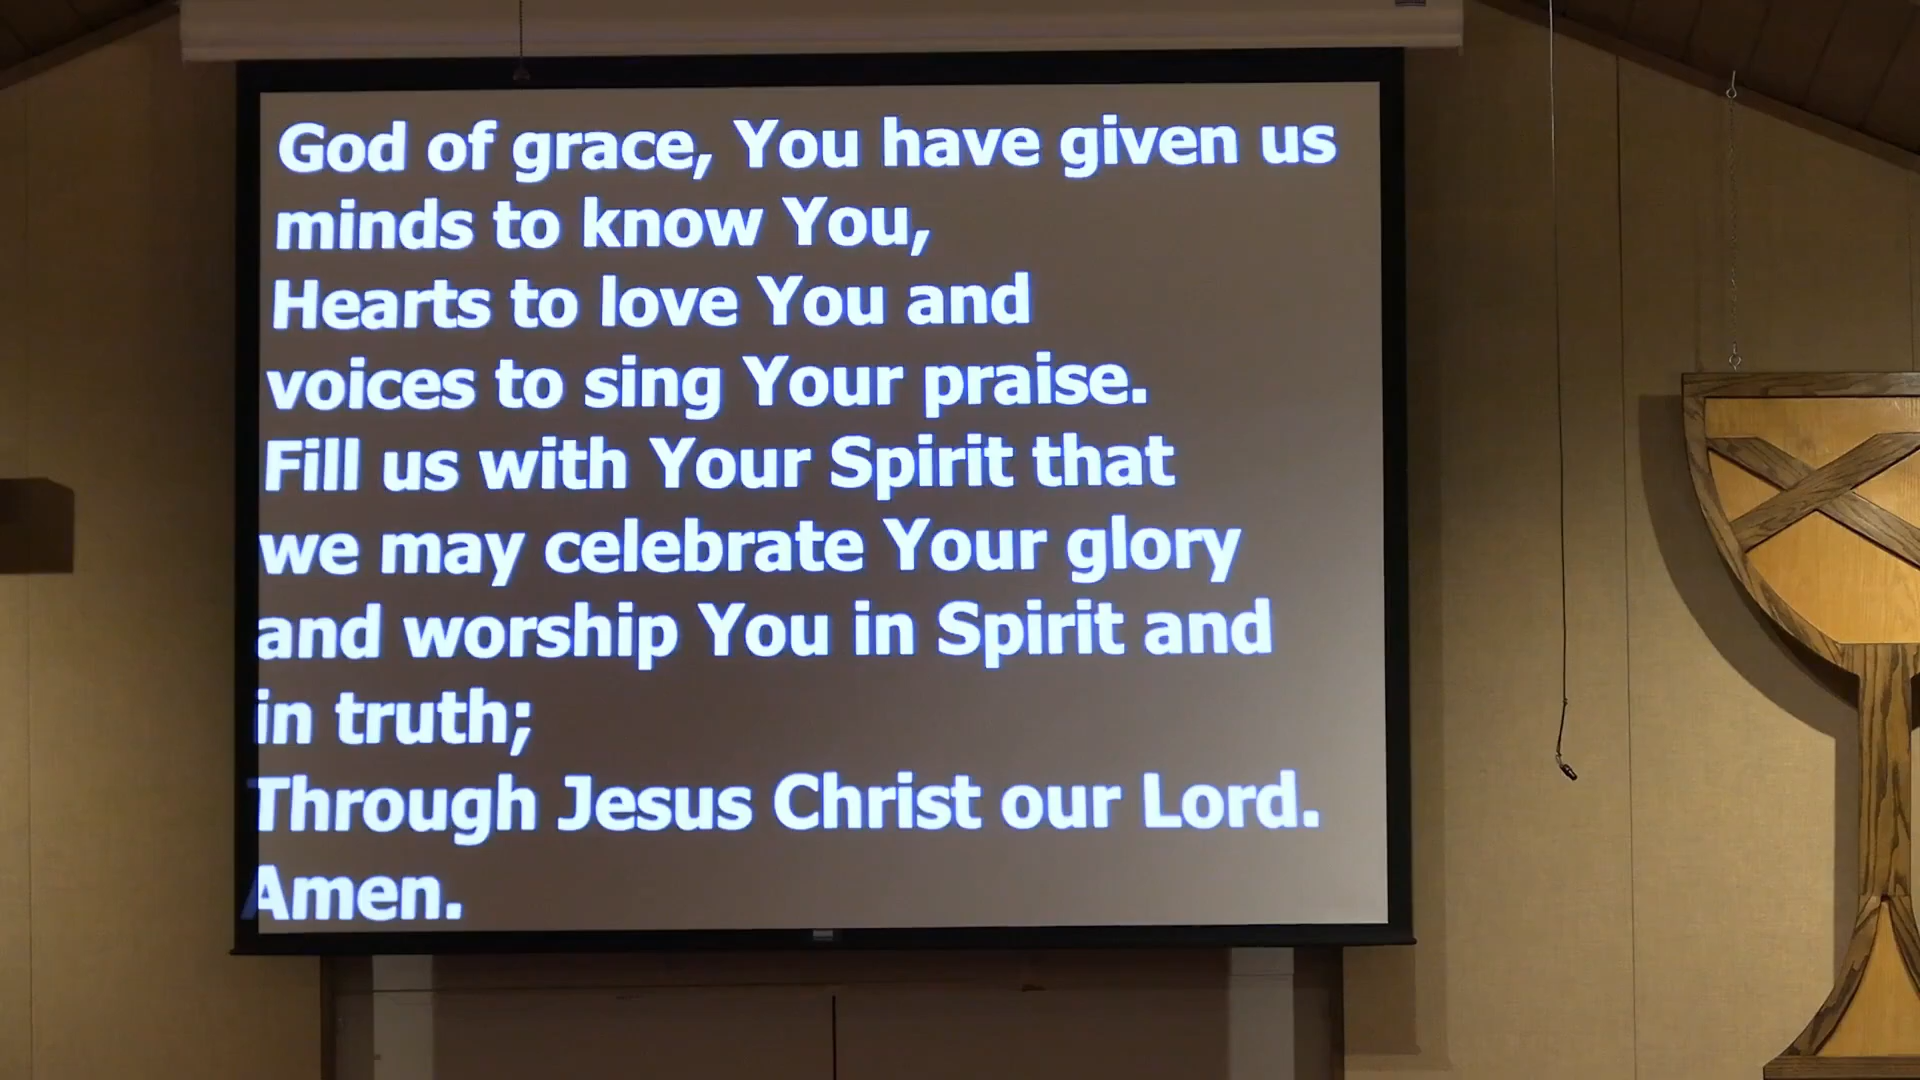 God of grace, You have given us
minds to know You,
Hearts to love You and
voices to sing Your praise.
Fill us with Your Spirit that
we may celebrate Your glory
and worship You in Spirit and
in truth;
Through Jesus Christ our Lord.
Amen.